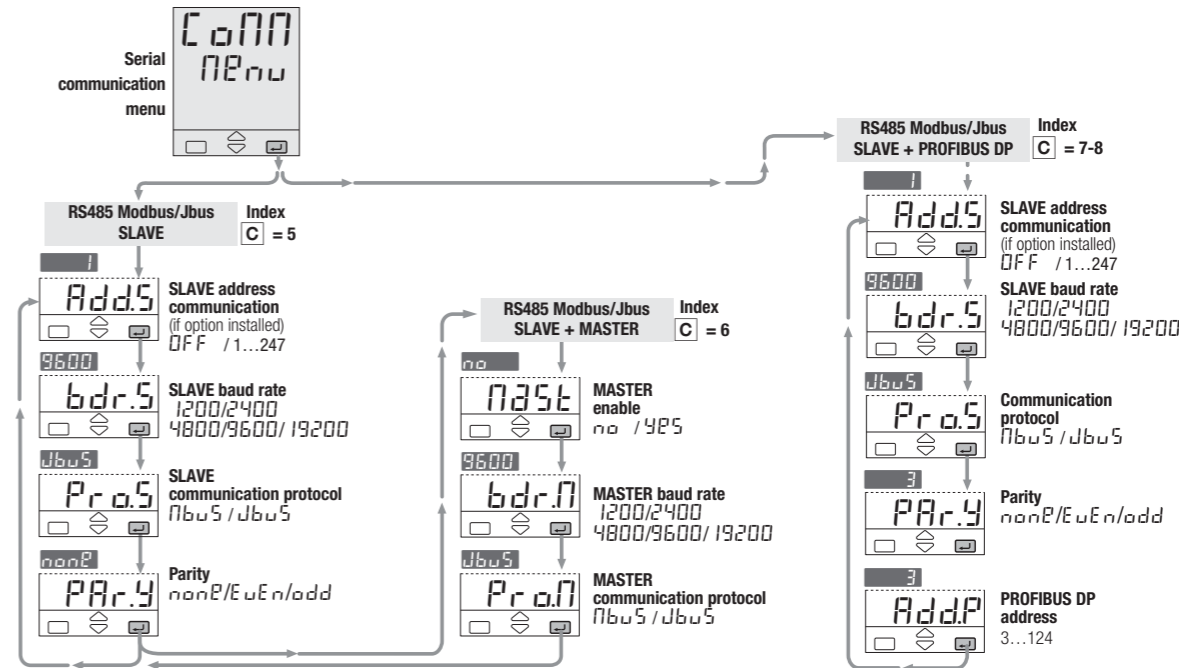 CoMM
Menu
Serial
communication
menu
RS485 Modbus/Jbus
SLAVE
Index
C = 5
1
Add.S
SLAVE address
communication
(if option installed)
OFF / 1…247
9600
bdr.S
SLAVE baud rate
1200/2400
4800/9600/19200
Jbus
Pro.S
SLAVE
communication protocol
Mbus/Jbus
none
PAr.y
Parity
none/EvEn/odd
RS485 Modbus/Jbus
SLAVE + MASTER
Index
C = 6
no
MaSt
MASTER
enable
no / yes
9600
bdr.M
MASTER baud rate
1200/2400
4800/9600/19200
Jbus
Pro.M
MASTER
communication protocol
Mbus/Jbus
RS485 Modbus/Jbus
SLAVE + PROFIBUS DP
Index
C = 7-8
1
Add.S
SLAVE address
communication
(if option installed)
OFF / 1…247
9600
bdr.S
SLAVE baud rate
1200/2400
4800/9600/19200
Jbus
Pro.S
Communication
protocol
Mbus/Jbus
3
PAr.y
Parity
none/EvEn/odd
3
Add.P
PROFIBUS DP
address
3…124